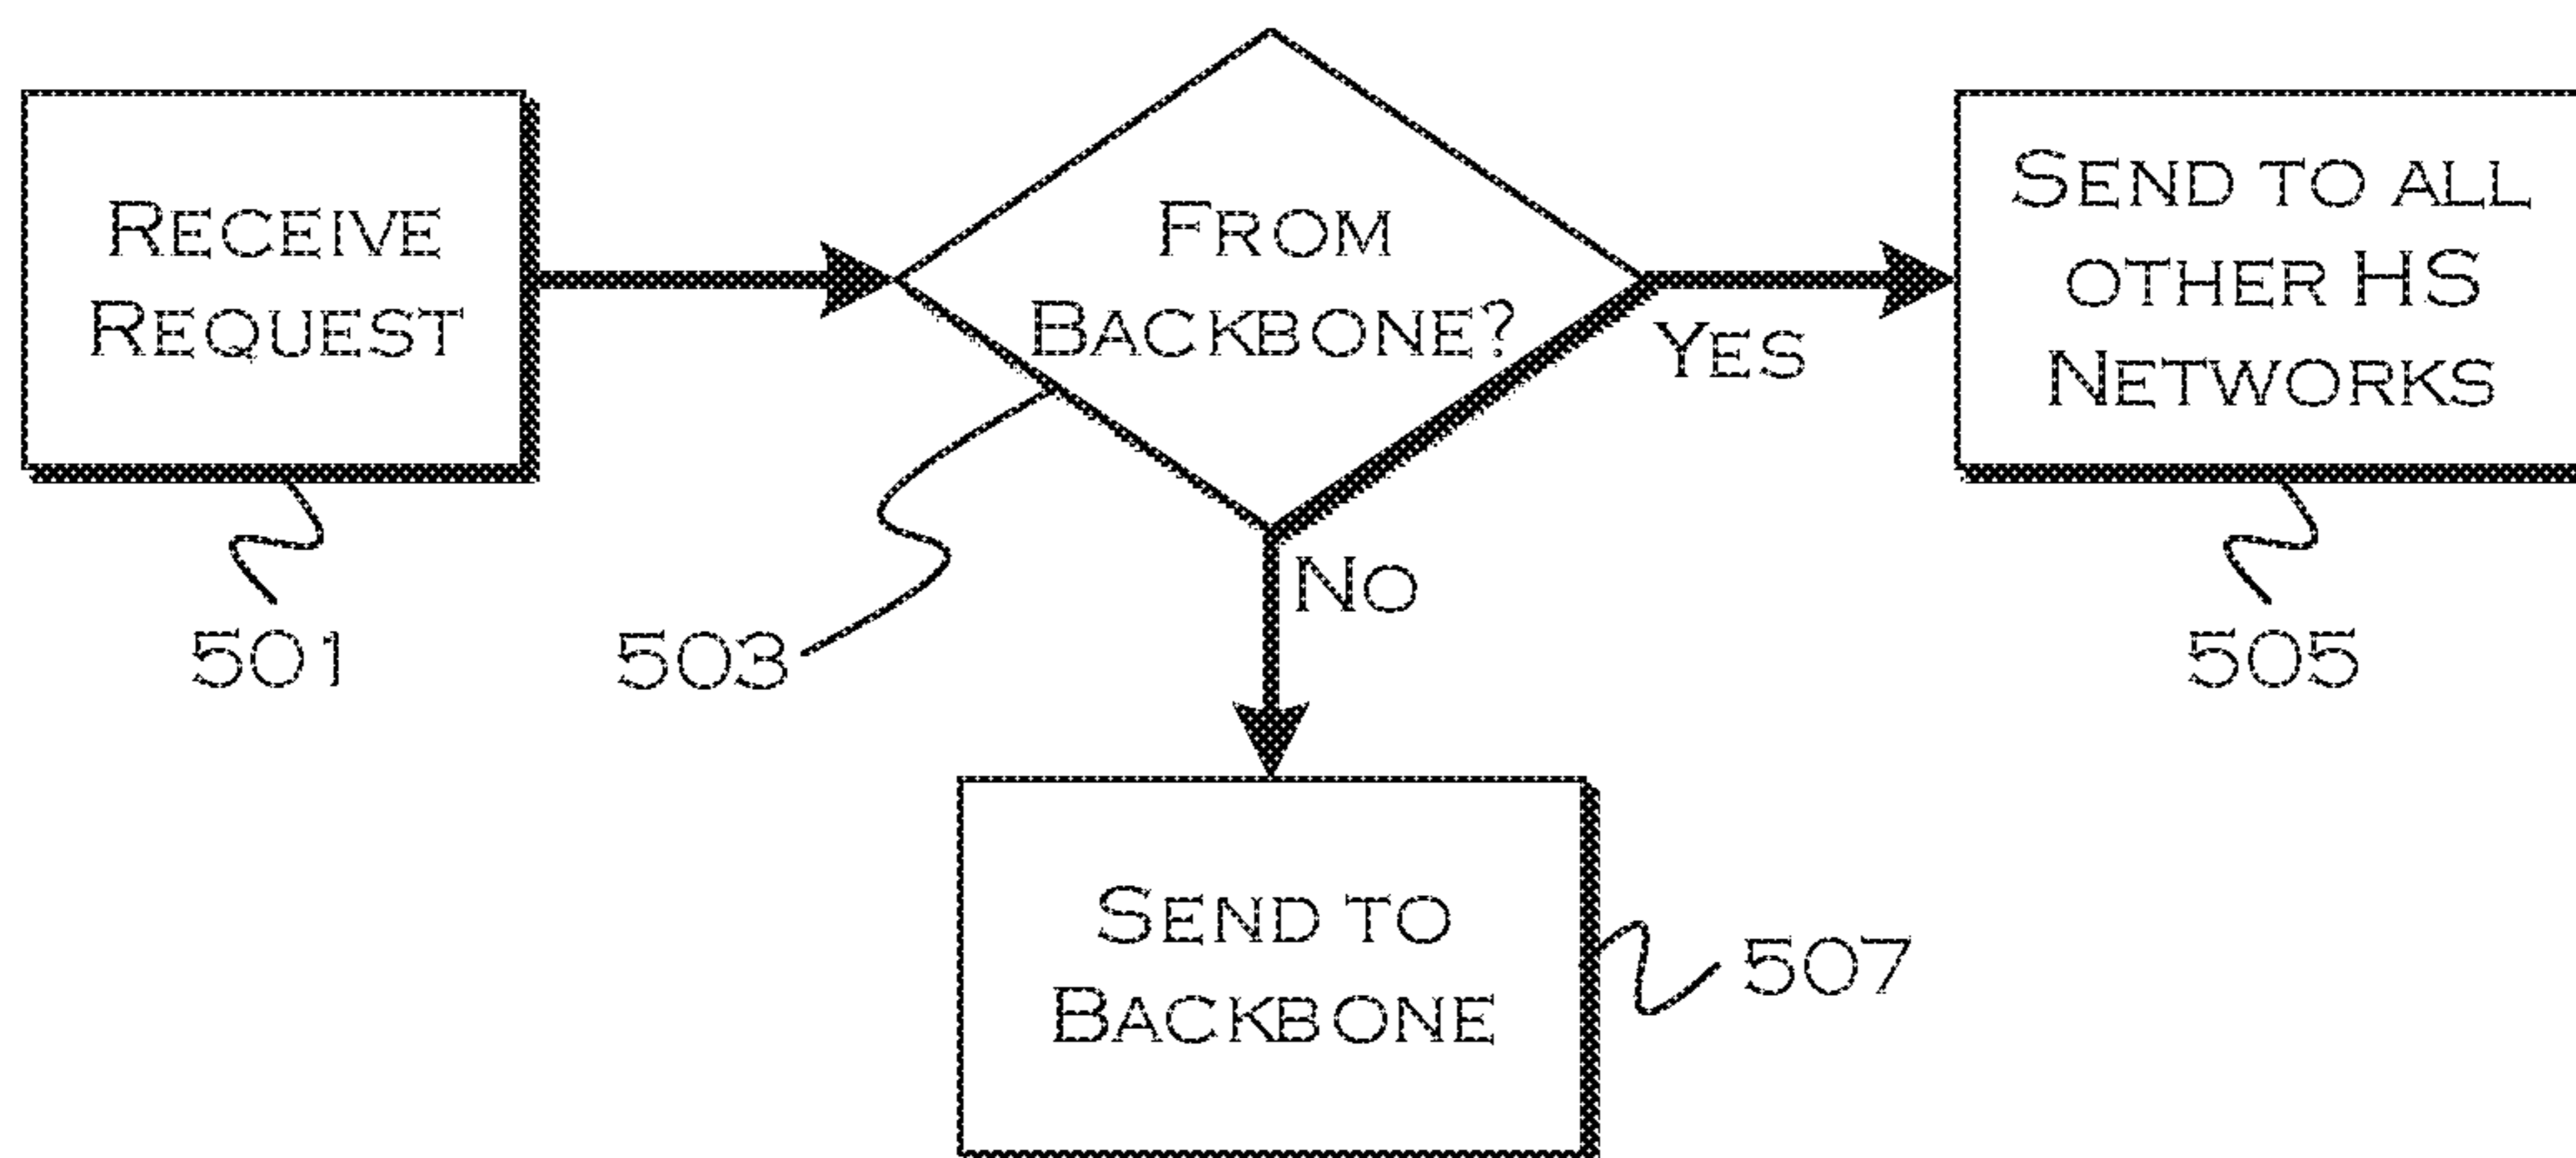 RECEIVE
REQUEST
501
FROM
BACKBONE?
503
YES
NO
SEND TO ALL
OTHER HS
NETWORKS
505
SEND TO
BACKBONE
507